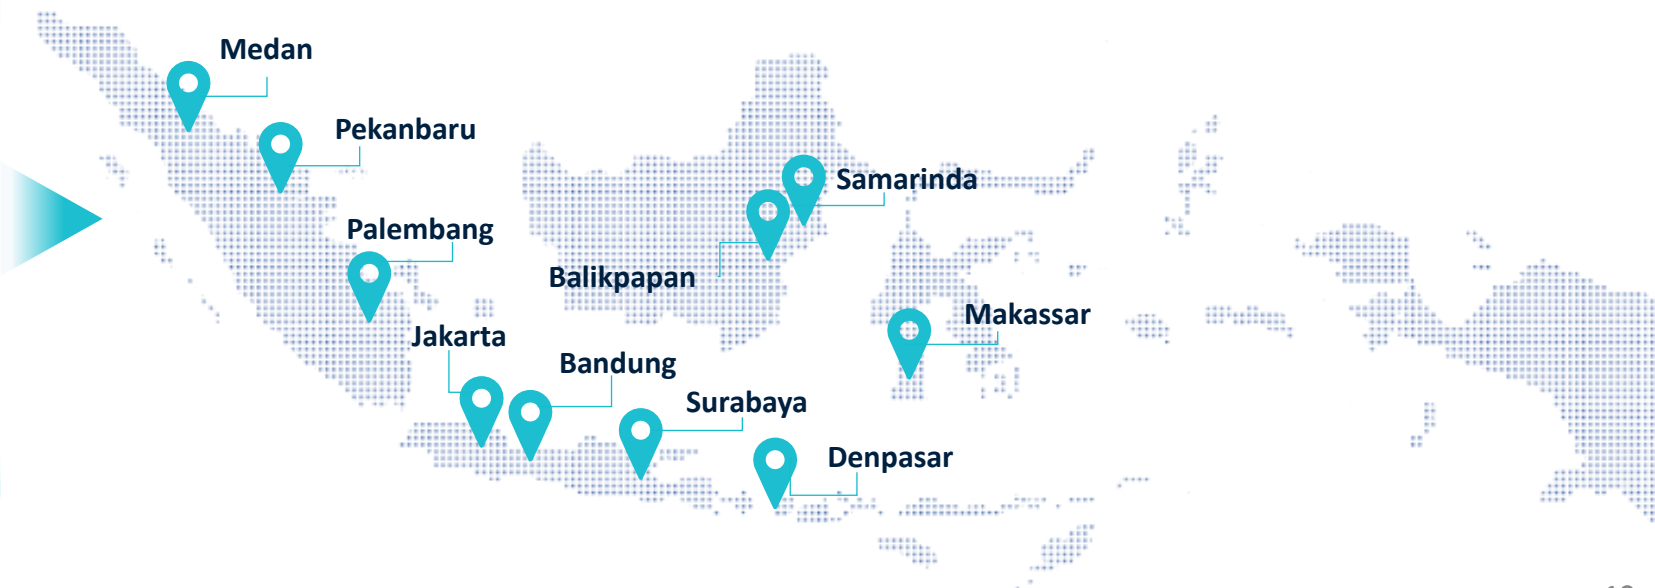 Medan
Pekanbaru
Samarinda
Palembang
Balikpapan
Makassar
Jakarta
Bandung
Surabaya
Denpasar